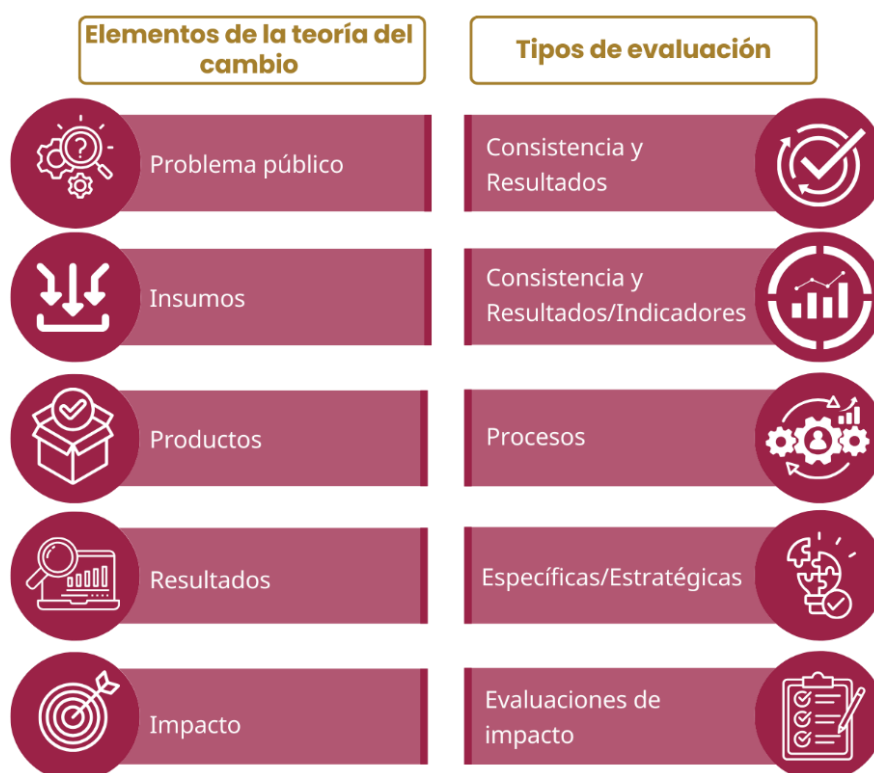 Elementos de la teoría del
cambio
Tipos de evaluación
Problema público
Consistencia y
Resultados
Insumos
Consistencia y
Resultados/Indicadores
Productos
Procesos
Resultados
Específicas/Estratégicas
Impacto
Evaluaciones de
impacto